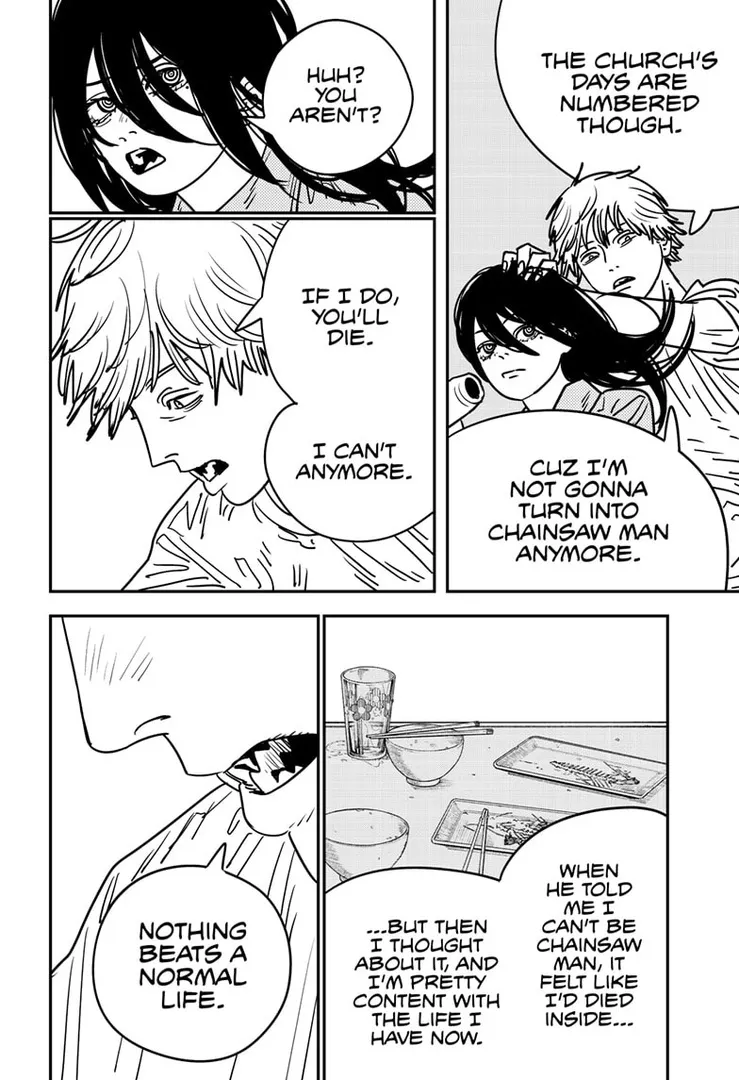 THE CHURCH'S
DAYS ARE
NUMBERED
THOUGH.
CUZ I'M
NOT GONNA
TURN INTO
CHAINSAW MAN
ANYMORE.
HUH?
YOU
AREN'T?
IF I DO,
YOU'LL
DIE.
I CAN'T
ANYMORE.
WHEN
HE TOLD
ME I
CAN'T BE
CHAINSAW
MAN, IT
FELT LIKE
I'D DIED
INSIDE...
...BUT THEN
I THOUGHT
ABOUT IT, AND
I'M PRETTY
CONTENT WITH
THE LIFE I
HAVE NOW.
NOTHING
BEATS A
NORMAL
LIFE.